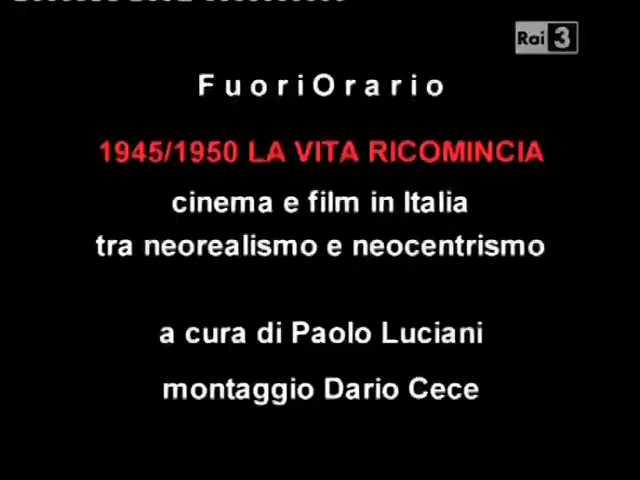 Rai 3
FuoriOrario
1945/1950 LA VITA RICOMINCIA
cinema e film in Italia
tra neorealismo e neocentrismo
a cura di Paolo Luciani
montaggio Dario Cece